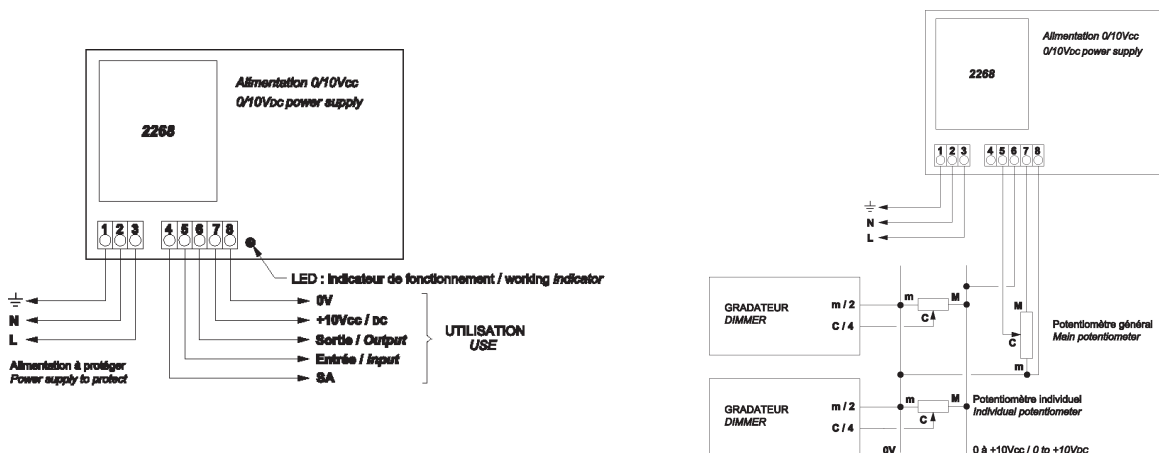 Alimentation 0/10Vcc
0/10VDC power supply
2268
1 2 3 4 5 6 7 8
LED : Indicateur de fonctionnement / working indicator
N
L
Alimentation à protéger
Power supply to protect
0V
+10Vcc / DC
Sortie / Output
Entrée / Input
SA
UTILISATION
USE
Alimentation 0/10Vcc
0/10VDC power supply
2268
1 2 3 4 5 6 7 8
N
L
GRADATEUR
DIMMER
m / 2
C / 4
m
M
C
M
C
m
Potentiomètre général
Main potentiometer
GRADATEUR
DIMMER
m / 2
C / 4
m
M
C
Potentiomètre individuel
Individual potentiometer
0V
0 à +10Vcc / 0 to +10VDC